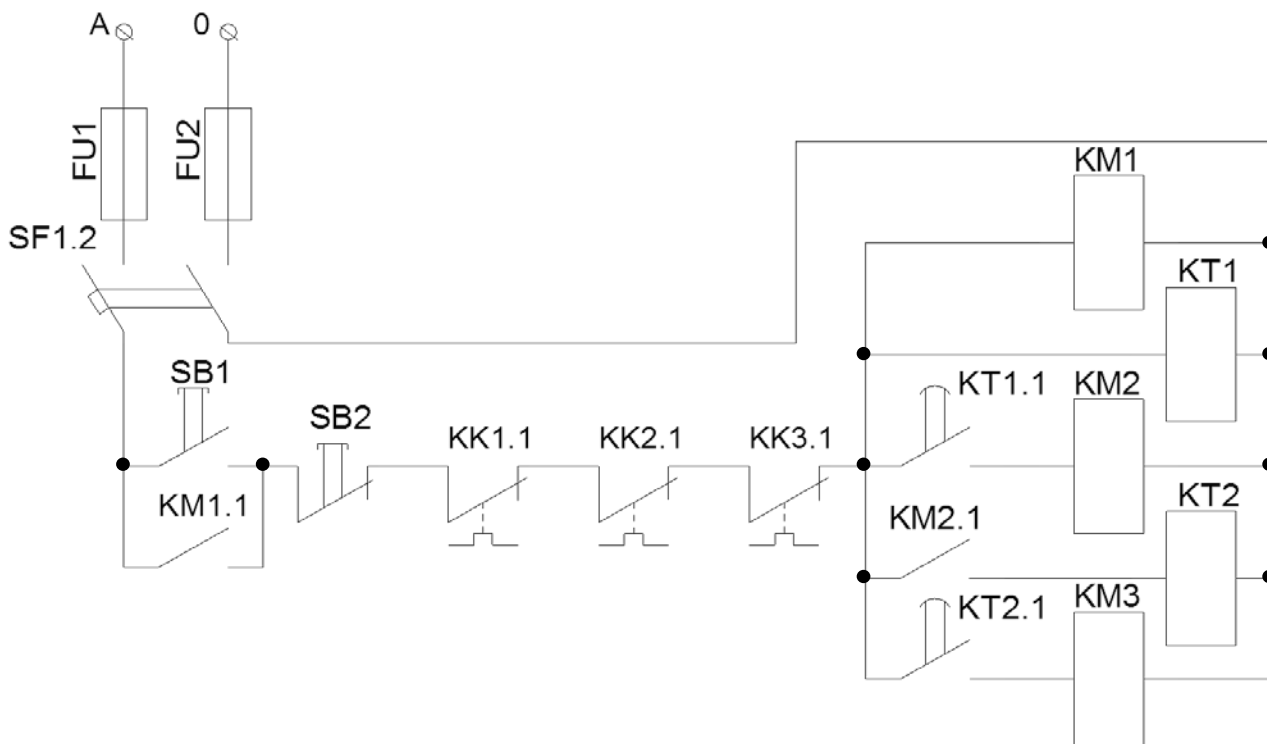 A
0
FU1
FU2
KM1
SF1.2
KT1
SB1
KT1.1
KM2
SB2
KK1.1
KK2.1
KK3.1
KM1.1
KM2.1
KT2
KT2.1
KM3